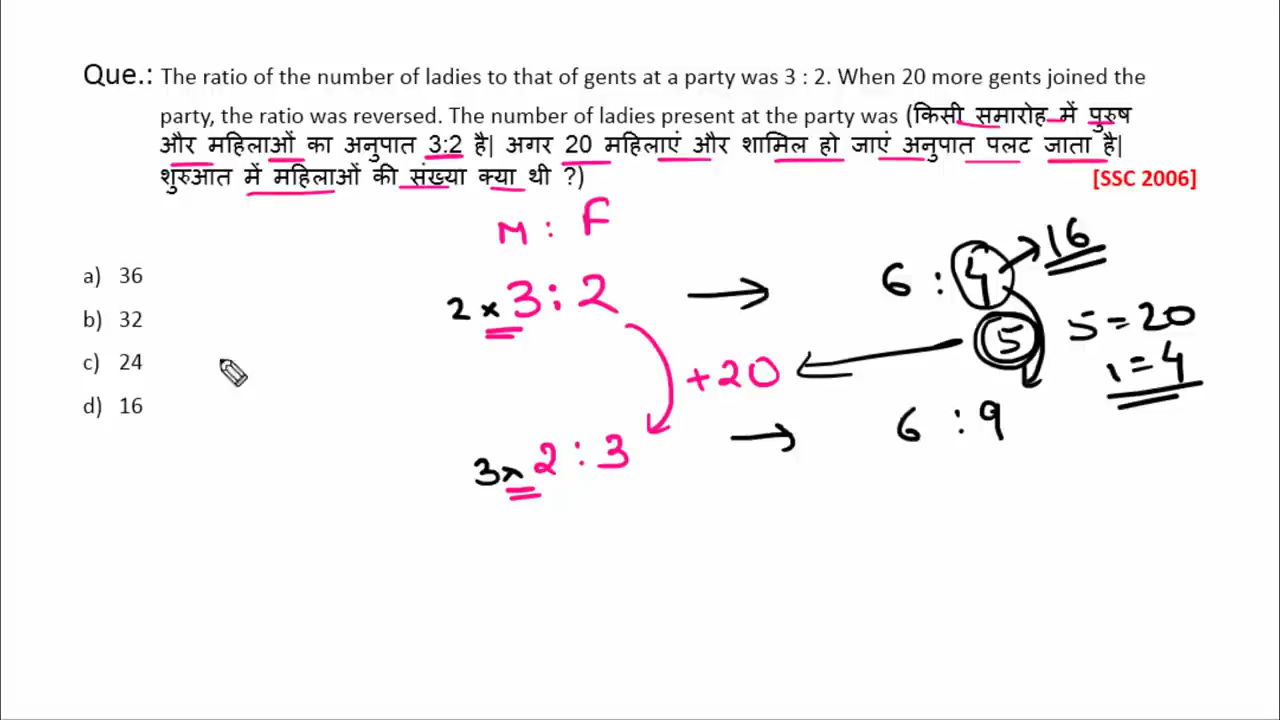 Que.: The ratio of the number of ladies to that of gents at a party was 3 : 2. When 20 more gents joined the
party, the ratio was reversed. The number of ladies present at the party was (किसी समारोह में पुरुष
और महिलाओं का अनुपात 3:2 है| अगर 20 महिलाएं और शामिल हो जाएं अनुपात पलट जाता है|
शुरुआत में महिलाओं की संख्या क्या थी ?)
[SSC 2006]
M : F
a) 36
b) 32
c) 24
d) 16
2 × 3 : 2 → 6 : 4 → 16
+20
5
5 = 20
1 = 4
3 × 2 : 3 → 6 : 9